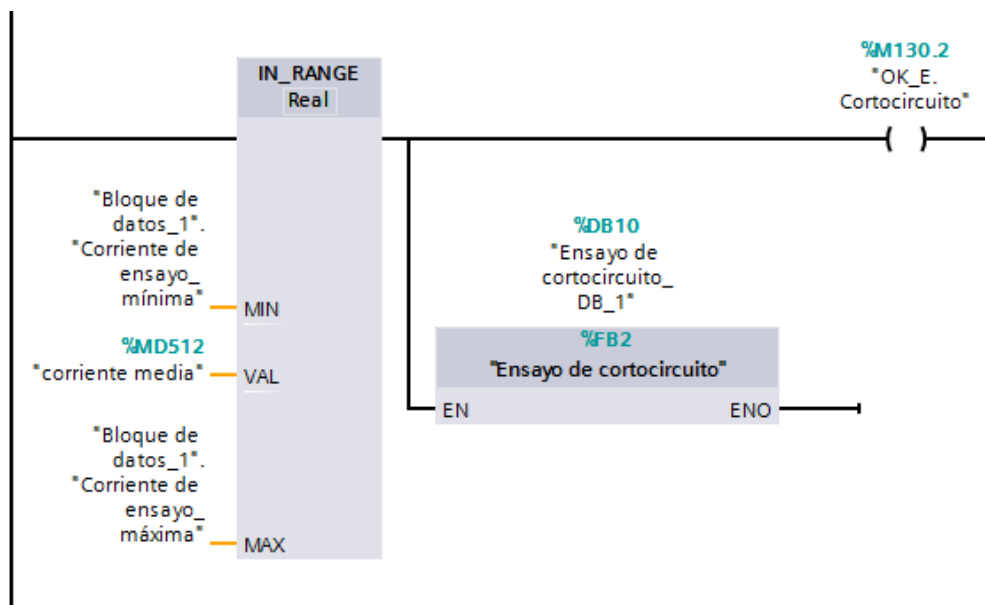 IN_RANGE
Real
"Bloque de
datos_1".
"Corriente de
ensayo_
mínima"
MIN
%MD512
"corriente media"
VAL
"Bloque de
datos_1".
"Corriente de
ensayo_
máxima"
MAX
%M130.2
"OK_E.
Cortocircuito"
%DB10
"Ensayo de
cortocircuito_
DB_1"
%FB2
"Ensayo de cortocircuito"
EN
ENO